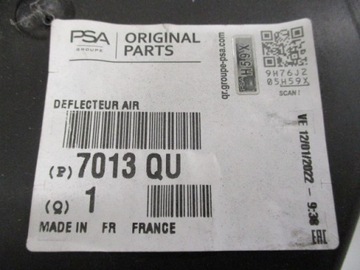 PSA
GROUPE
ORIGINAL
PARTS
qr.groupe-psa.com
H59X
9H76J2
05H59X
SCAN!
DEFLECTEUR AIR
(P) 7013 QU
(Q) 1
MADE IN FR FRANCE
VE 12/01/2022 - 9:38
EAC